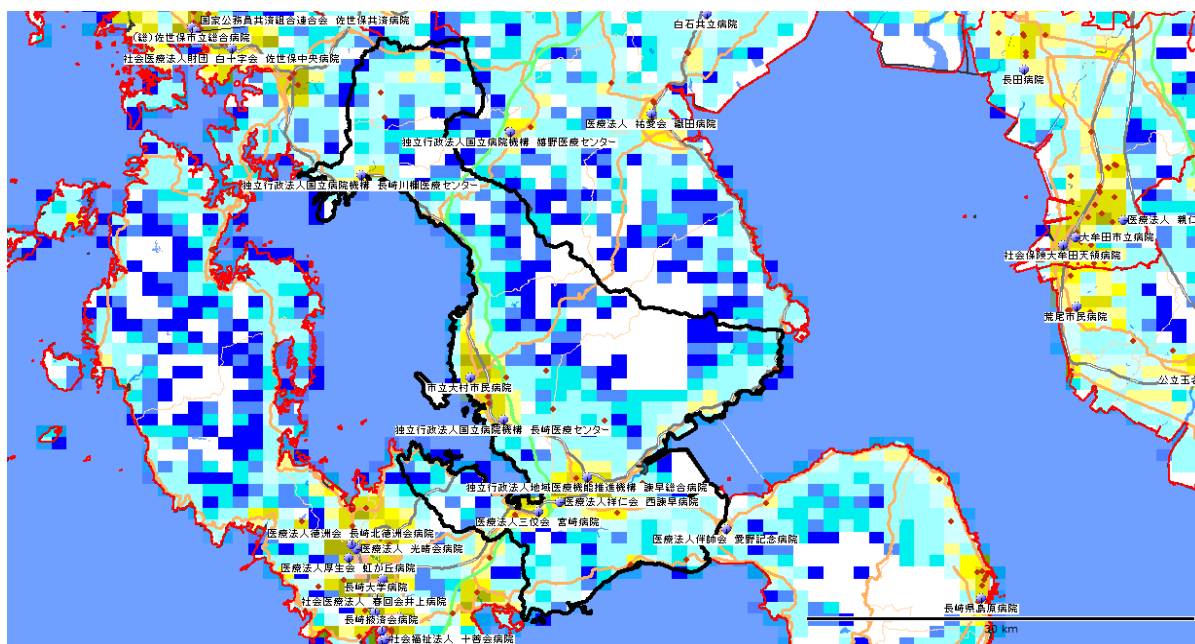 国家公務員共済組合連合会 佐世保共済病院
(総)佐世保市立総合病院
社会医療法人財団 白十字会 佐世保中央病院
白石共立病院
長田病院
医療法人 祐愛会 織田病院
独立行政法人国立病院機構 嬉野医療センター
独立行政法人国立病院機構 長崎川棚医療センター
医療法人 親仁
大牟田市立病院
社会保険大牟田天領病院
荒尾市民病院
公立玉名
市立大村市民病院
独立行政法人国立病院機構 長崎医療センター
独立行政法人地域医療機能推進機構 諫早総合病院
医療法人祥仁会 西諫早病院
医療法人三佼会 宮崎病院
医療法人伴帥会 愛野記念病院
医療法人徳洲会 長崎北徳洲会病院
医療法人 光晴会病院
医療法人厚生会 虹が丘病院
長崎大学病院
社会医療法人 春回会井上病院
長崎掖済会病院
社会福祉法人 十善会病院
長崎県島原病院
30 km